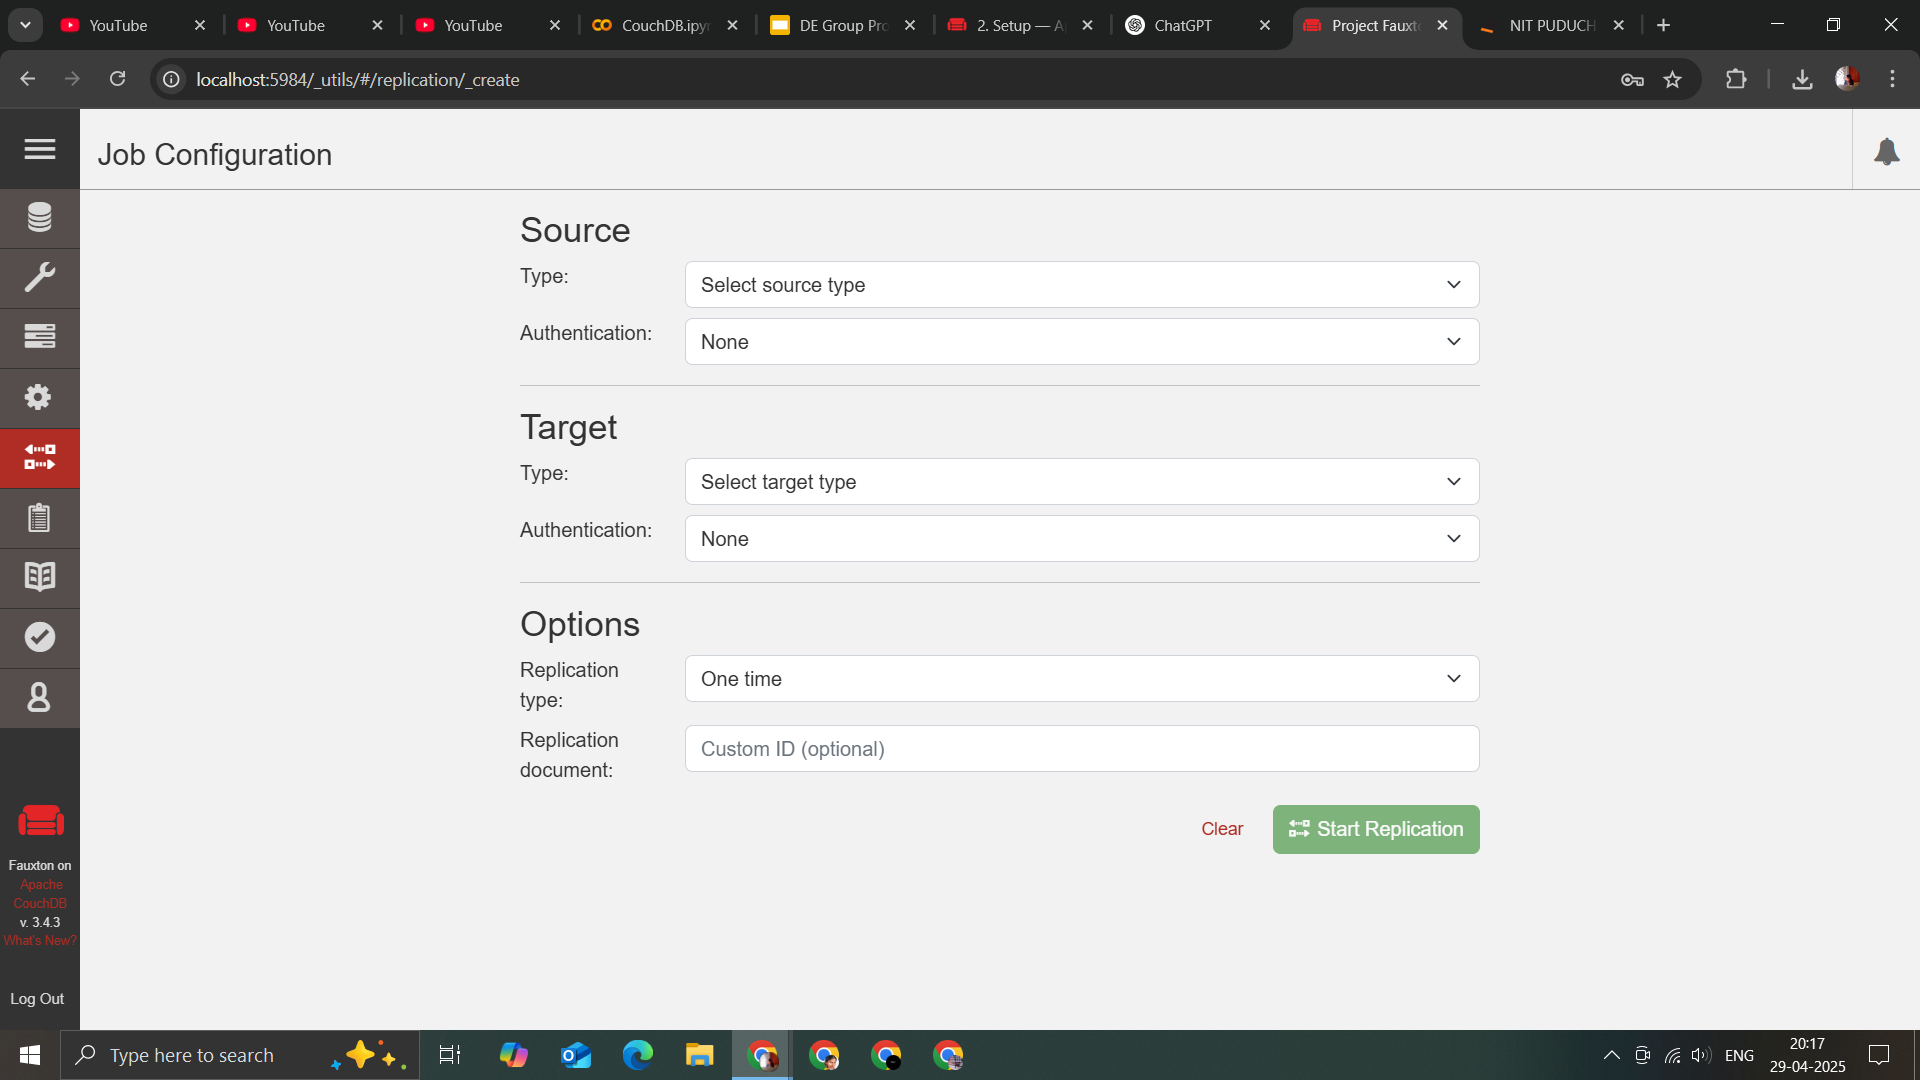 YouTube
YouTube
YouTube
CouchDB.ipyn
DE Group Pro
2. Setup — A
ChatGPT
Project Fauxto
NIT PUDUCH
localhost:5984/_utils/#/replication/_create
Job Configuration
Source
Type:
Select source type
Authentication:
None
Target
Type:
Select target type
Authentication:
None
Options
Replication type:
One time
Replication document:
Custom ID (optional)
Clear
Start Replication
Fauxton on
Apache
CouchDB
v. 3.4.3
What's New?
Log Out
Type here to search
ENG
20:17
29-04-2025